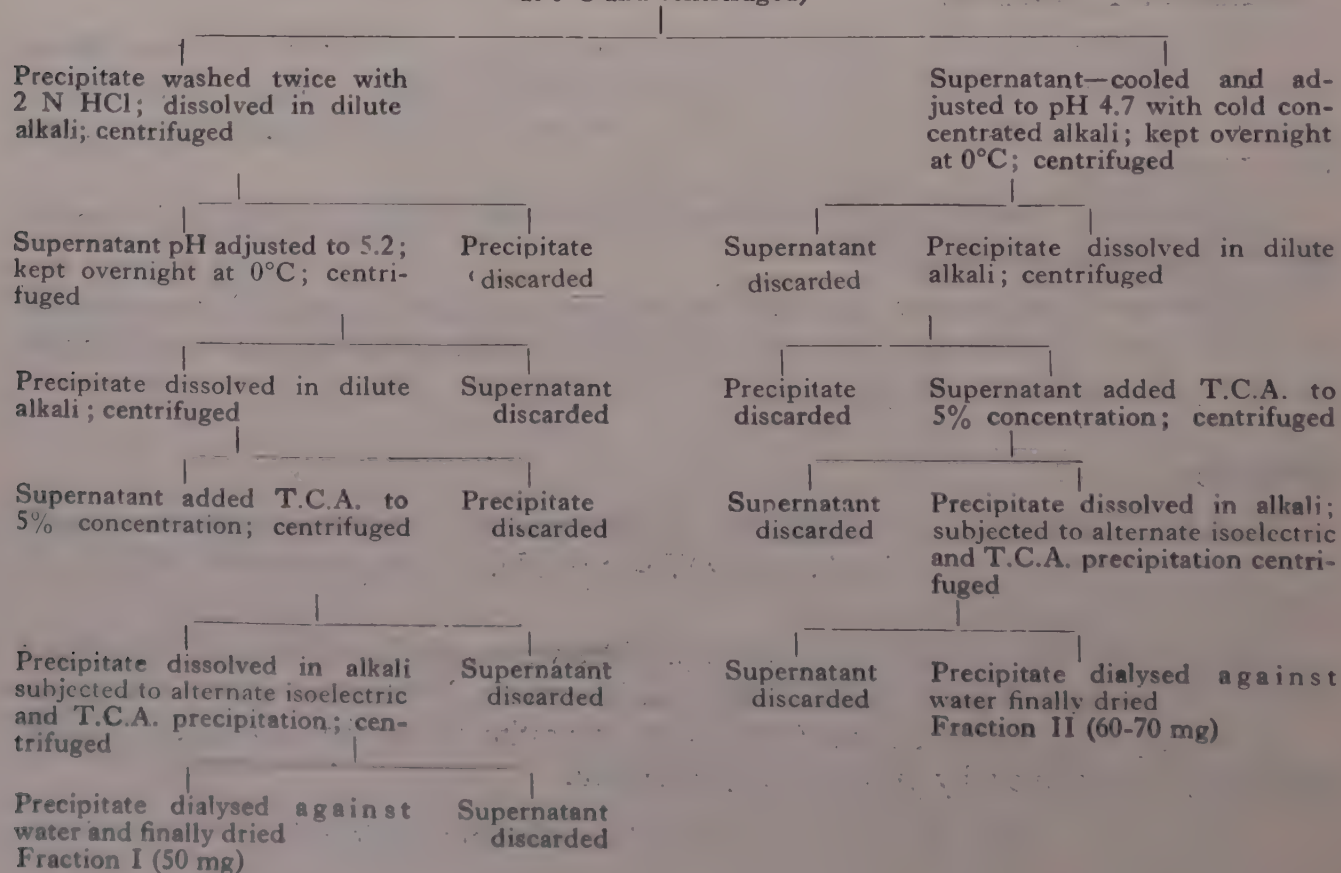 and centrifuged)
Precipitate washed twice with
2 N HCl; dissolved in dilute
alkali; centrifuged
Supernatant—cooled and ad-
justed to pH 4.7 with cold con-
centrated alkali; kept overnight
at 0°C; centrifuged
Supernatant pH adjusted to 5.2;
kept overnight at 0°C; centri-
fuged
Precipitate
discarded
Supernatant
discarded
Precipitate dissolved in dilute
alkali; centrifuged
Precipitate dissolved in dilute
alkali; centrifuged
Supernatant
discarded
Precipitate
discarded
Supernatant added T.C.A. to
5% concentration; centrifuged
Supernatant added T.C.A. to
5% concentration; centrifuged
Precipitate
discarded
Supernatant
discarded
Precipitate dissolved in alkali;
subjected to alternate isoelectric
and T.C.A. precipitation centri-
fuged
Precipitate dissolved in alkali
subjected to alternate isoelectric
and T.C.A. precipitation; cen-
trifuged
Supernatant
discarded
Supernatant
discarded
Precipitate dialysed against
water finally dried
Fraction II (60-70 mg)
Precipitate dialysed against
water and finally dried
Fraction I (50 mg)
Supernatant
discarded